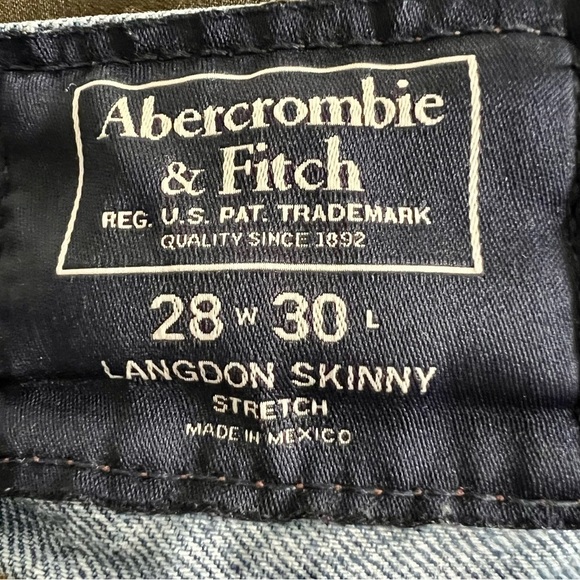 Abercrombie
& Fitch
REG. U.S. PAT. TRADEMARK
QUALITY SINCE 1892
28 W 30 L
LANGDON SKINNY
STRETCH
MADE IN MEXICO